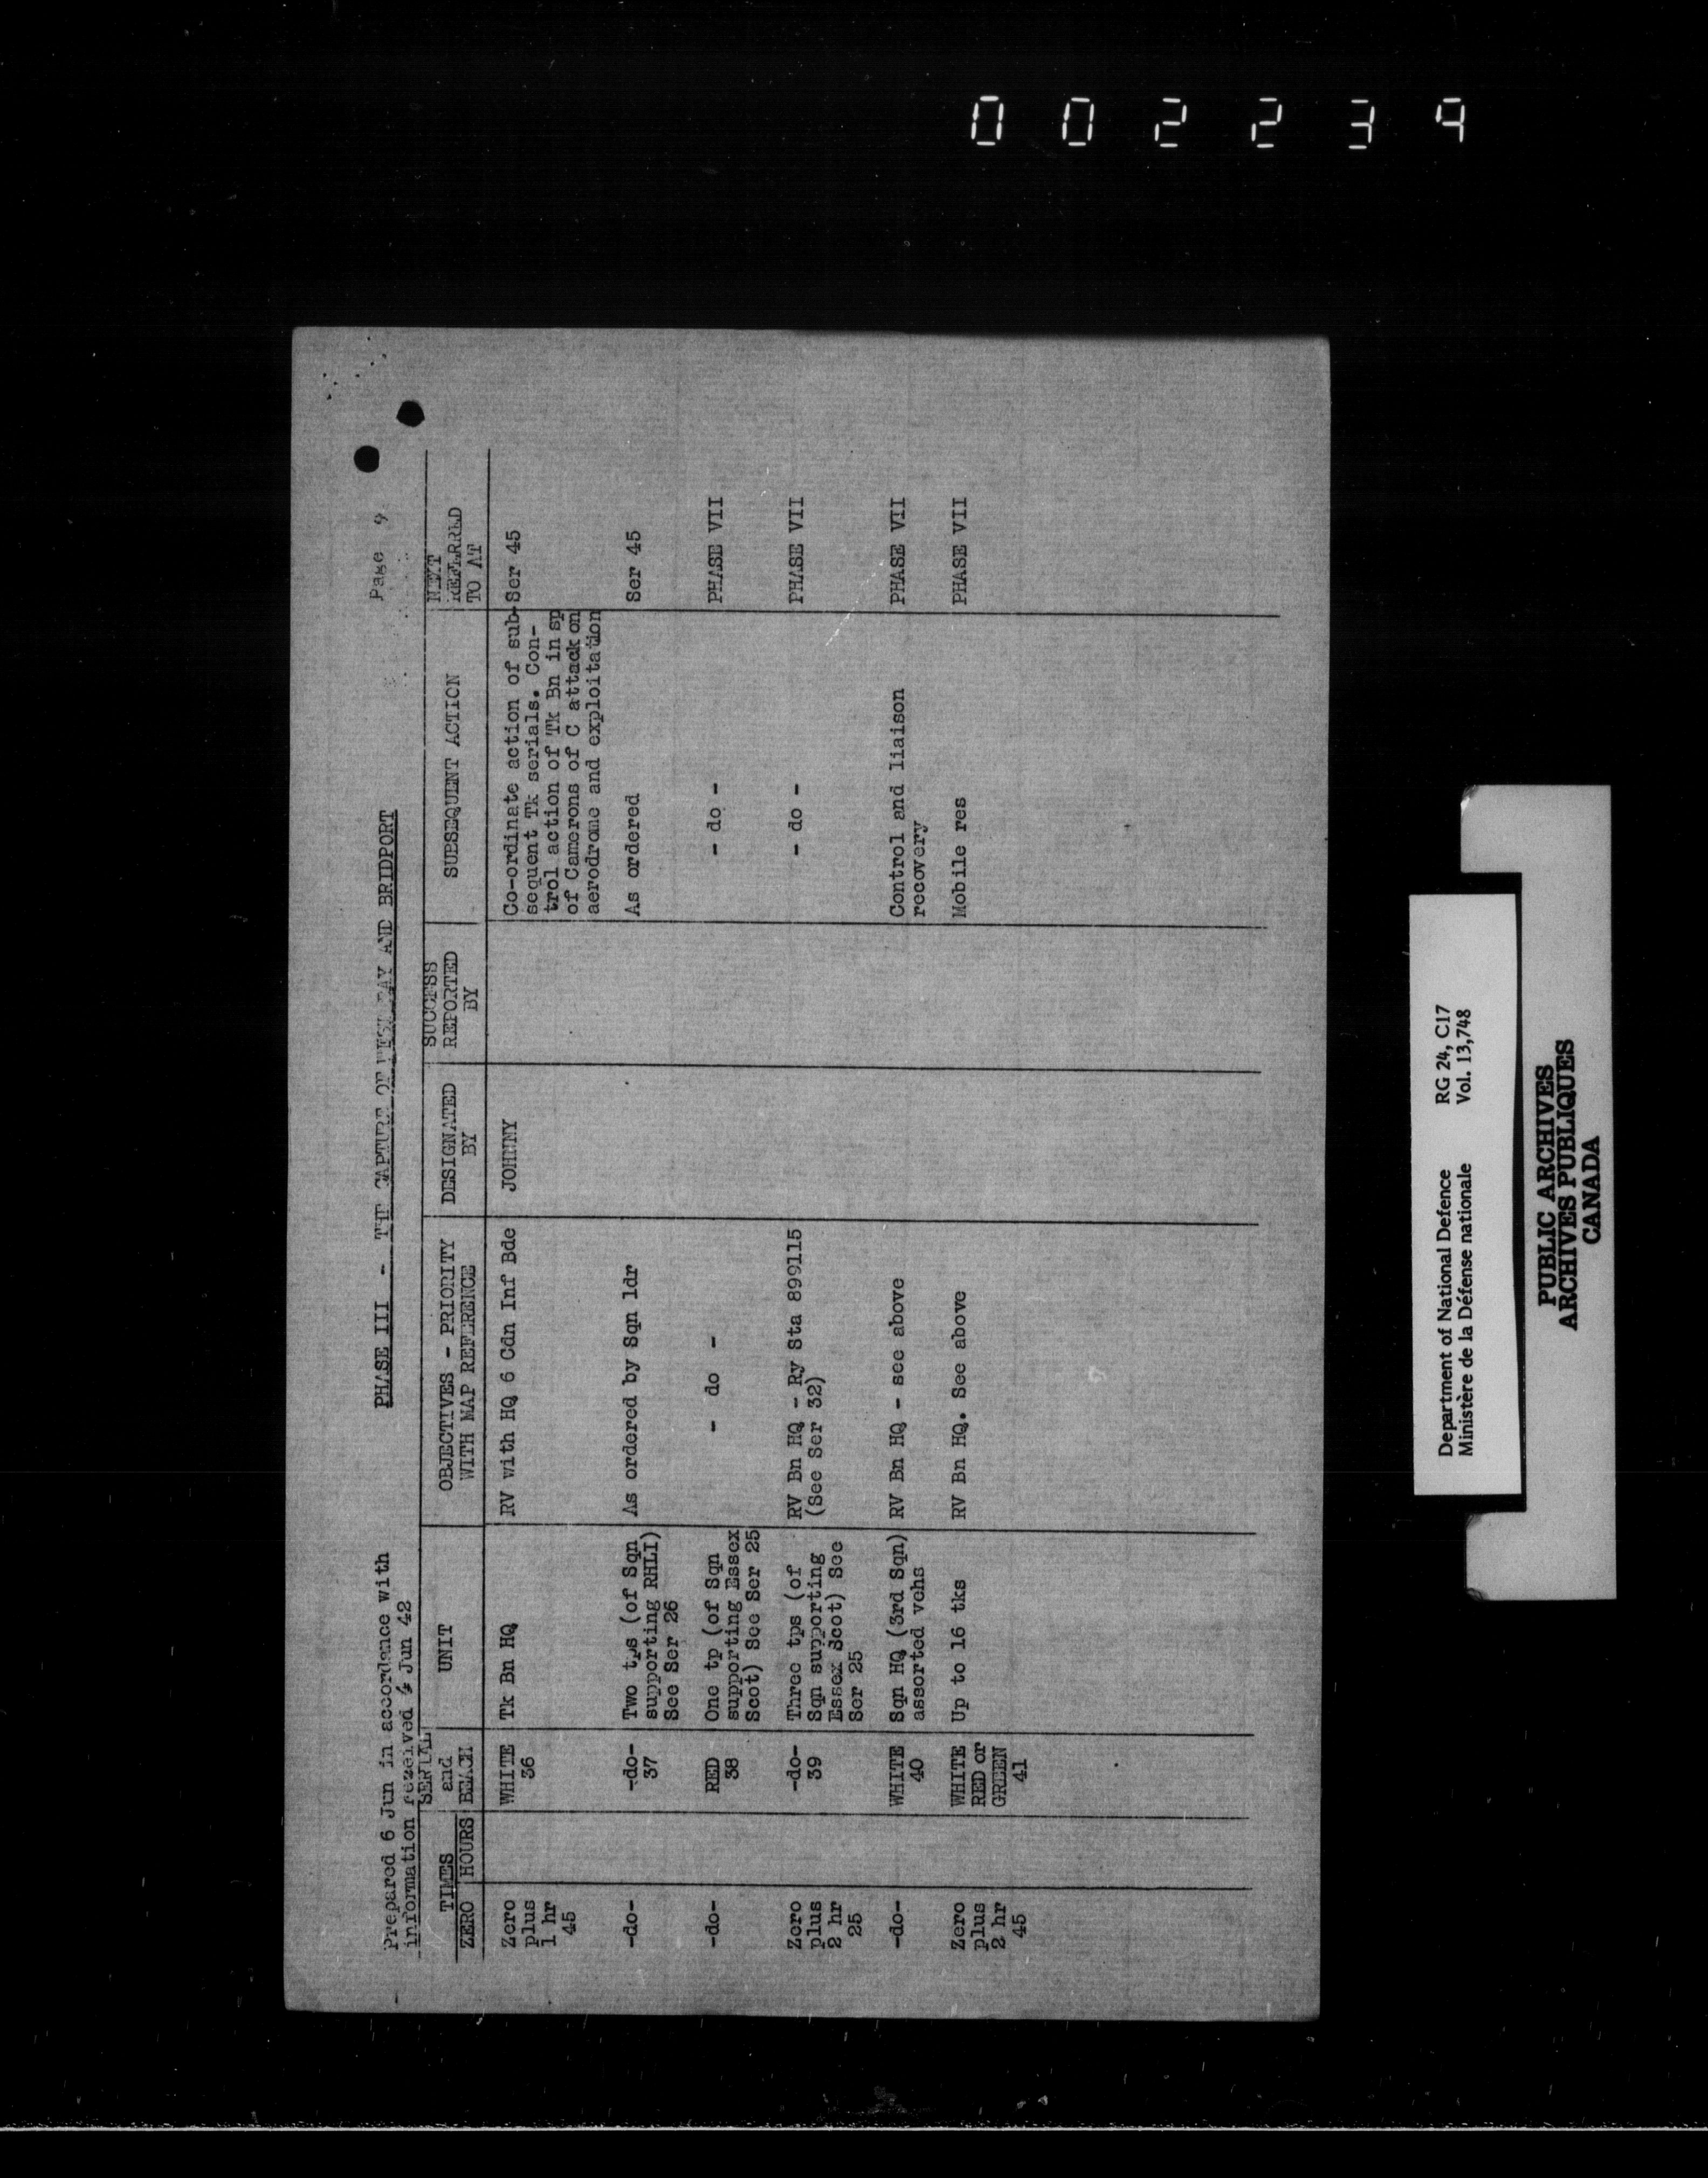 002234
Prepared 6 Jun in accordance with
information received 4 Jun 42
PHASE III - THE CAPTURE OF WEST BAY AND BRIDPORT
Page 9
TIMES
ZERO HOURS
SERIAL
and
BEACH
UNIT
OBJECTIVES - PRIORITY
WITH MAP REFERENCE
DESIGNATED
BY
SUCCESS
REPORTED
BY
SUBSEQUENT ACTION
NEXT
REFERRED
TO AT
Zero
plus
1 hr
45
WHITE
36
Tk Bn HQ
RV with HQ 6 Cdn Inf Bde
JOHNNY
Co-ordinate action of sub-
sequent Tk serials. Con-
trol action of Tk Bn in sp
of Camerons of C attack on
aerodrome and exploitation
Ser 45
-do-
-do-
37
Two tps (of Sqn
supporting RHLI)
See Ser 26
As ordered by Sqn ldr
As ordered
Ser 45
-do-
RED
38
One tp (of Sqn
supporting Essex
Scot) See Ser 25
- do -
- do -
PHASE VII
Zero
plus
2 hr
25
-do-
39
Three tps (of
Sqn supporting
Essex Scot) See
Ser 25
RV Bn HQ - Ry Sta 899115
(See Ser 32)
- do -
PHASE VII
-do-
WHITE
40
Sqn HQ (3rd Sqn)
assorted vehs
RV Bn HQ - see above
Control and liaison
recovery
PHASE VII
Zero
plus
2 hr
45
WHITE
RED or
GREEN
41
Up to 16 tks
RV Bn HQ. See above
Mobile res
PHASE VII
Department of National Defence
Ministère de la Défense nationale
RG 24, C17
Vol. 13,748
PUBLIC ARCHIVES
ARCHIVES PUBLIQUES
CANADA